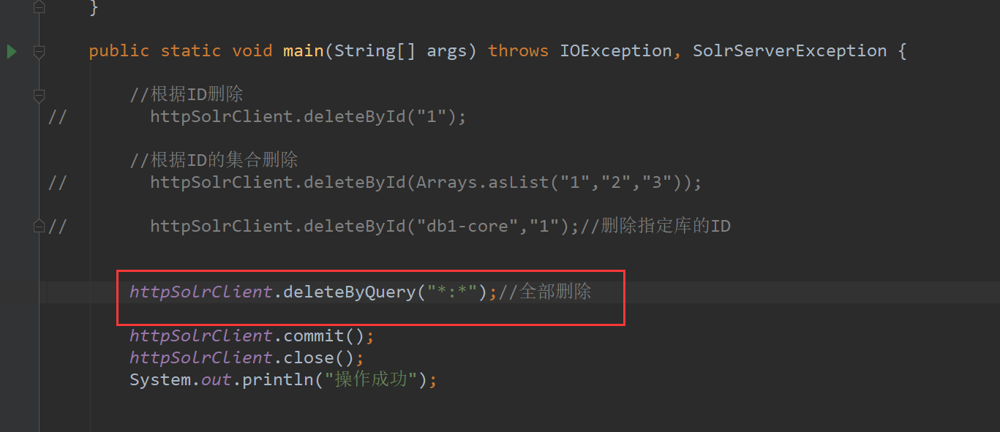 }
public static void main(String[] args) throws IOException, SolrServerException {
//根据ID删除
// httpSolrClient.deleteById("1");
//根据ID的集合删除
// httpSolrClient.deleteById(Arrays.asList("1","2","3"));
// httpSolrClient.deleteById("db1-core","1");//删除指定库的ID
httpSolrClient.deleteByQuery("*:*");//全部删除
httpSolrClient.commit();
httpSolrClient.close();
System.out.println("操作成功");